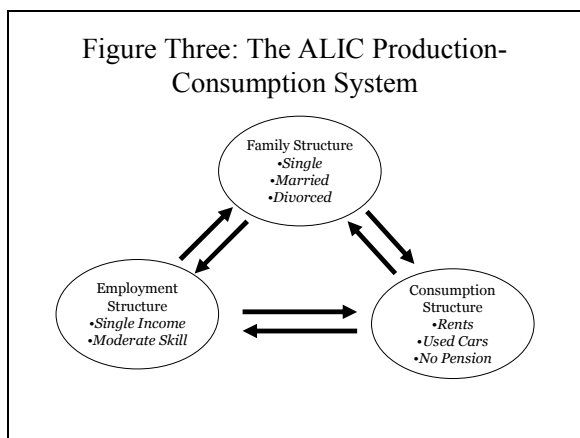 Figure Three: The ALIC Production-
Consumption System
Family Structure
•Single
•Married
•Divorced
Employment
Structure
•Single Income
•Moderate Skill
Consumption
Structure
•Rents
•Used Cars
•No Pension